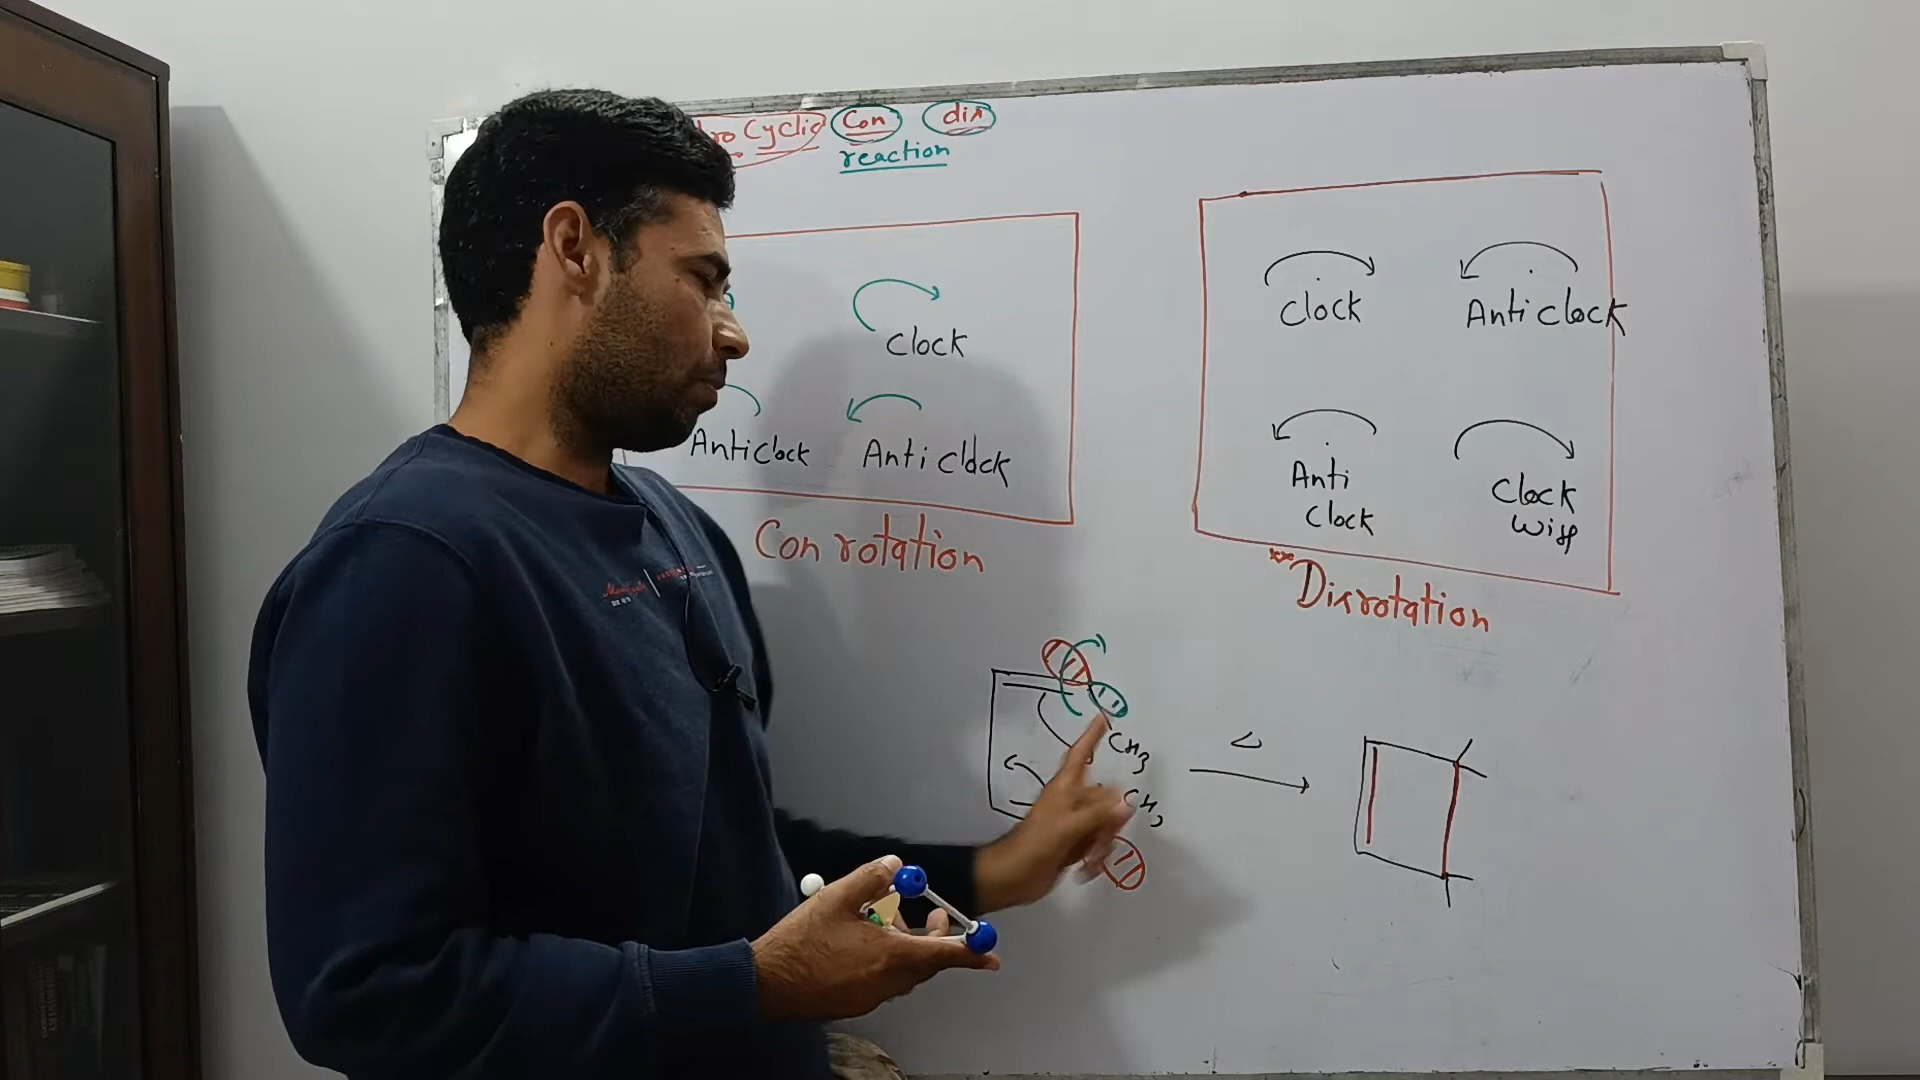 tro Cyclic Con dis
reaction
Clock
Anticlock Anti clock
Con rotation
Clock Anti clock
Anti
Clock
Clock
wise
** Disrotation
CH3
CH3
Δ